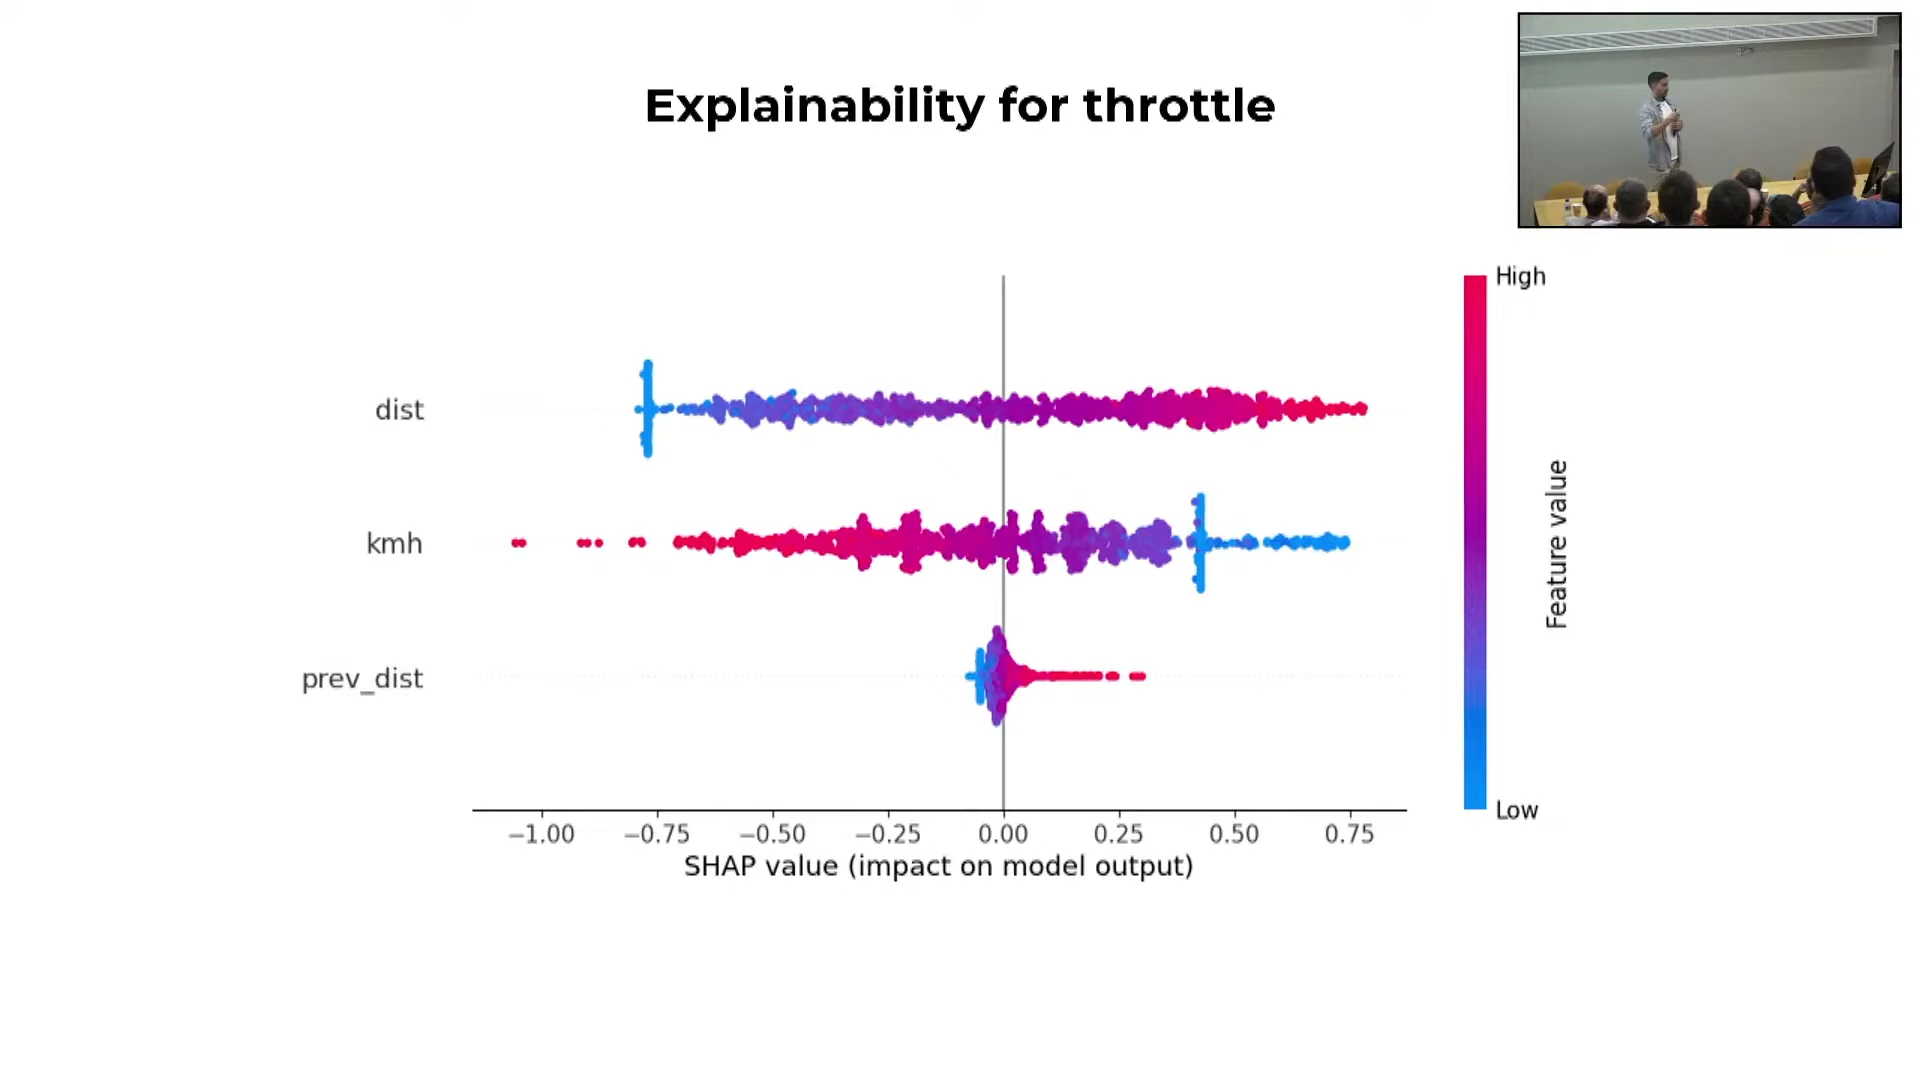 Explainability for throttle
High
dist
kmh
prev_dist
Feature value
Low
−1.00 −0.75 −0.50 −0.25 0.00 0.25 0.50 0.75
SHAP value (impact on model output)